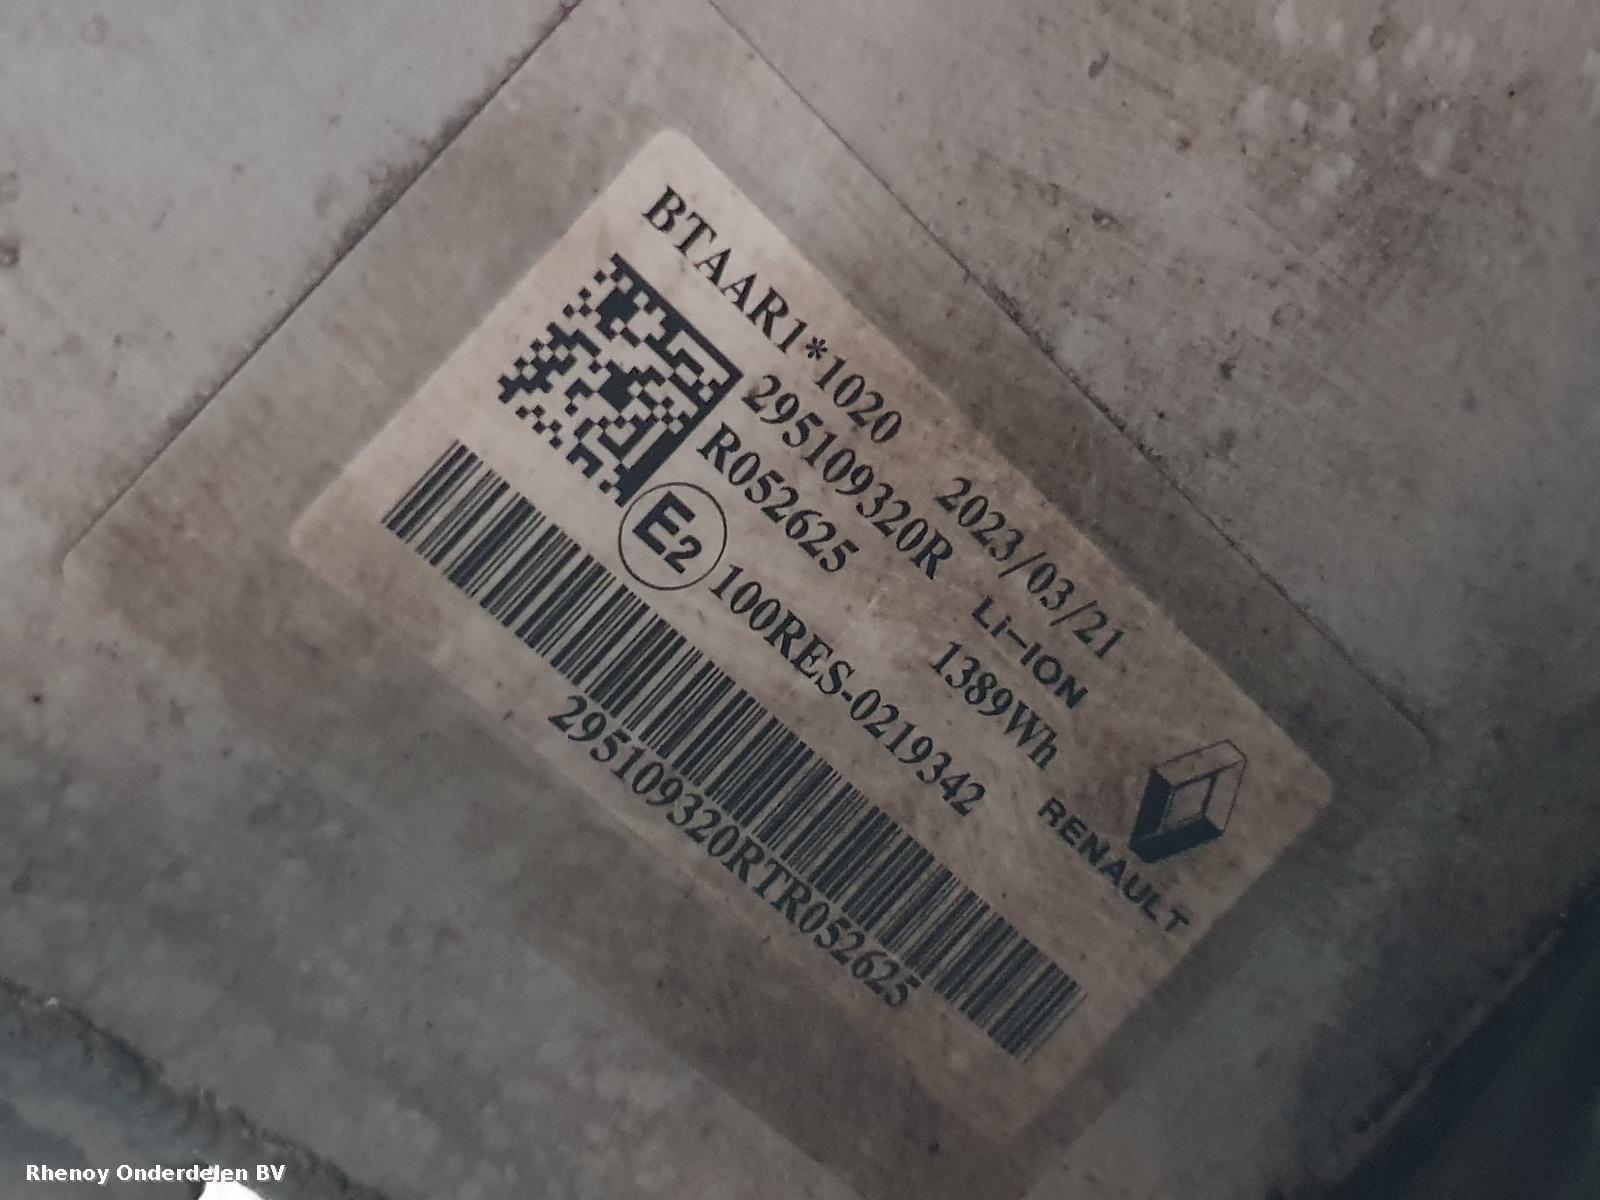 BTAAR1*1020 2023/03/21
295109320R Li-ION
R052625 1389Wh
E2 100RES-0219342
RENAULT
295109320RTR052625
Rhenoy Onderdelen BV